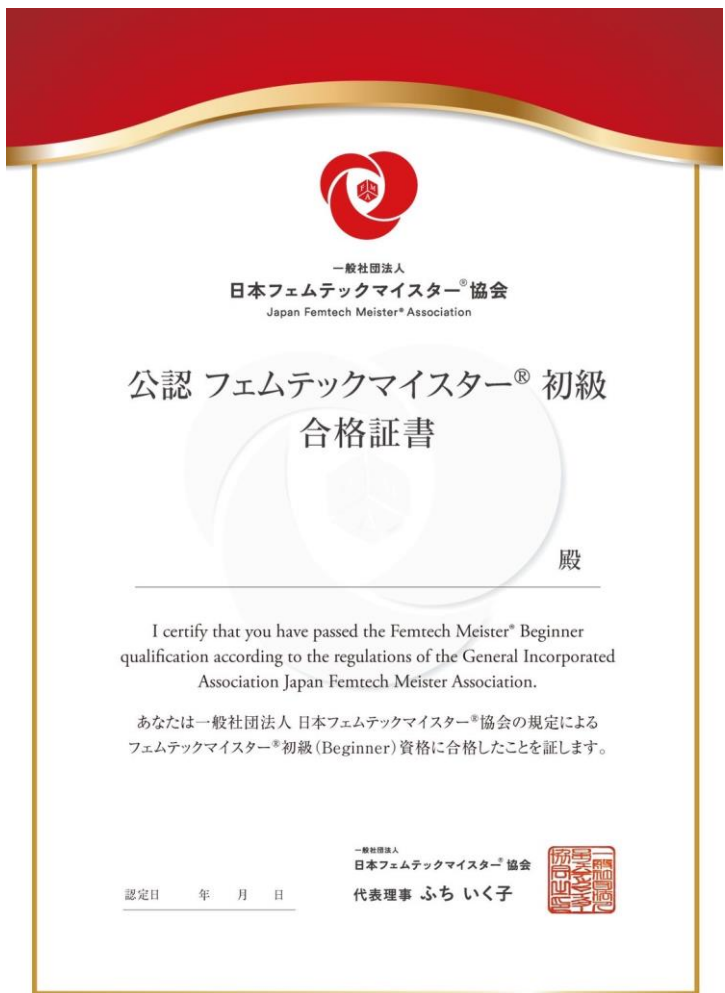 F M A
一般社団法人
日本フェムテックマイスター®協会
Japan Femtech Meister® Association
公認 フェムテックマイスター® 初級
合格証書
殿
I certify that you have passed the Femtech Meister® Beginner
qualification according to the regulations of the General Incorporated
Association Japan Femtech Meister Association.
あなたは一般社団法人 日本フェムテックマイスター®協会の規定による
フェムテックマイスター®初級(Beginner)資格に合格したことを証します。
一般社団法人
日本フェムテックマイスター®協会
代表理事 ふち いく子
認定日 年 月 日